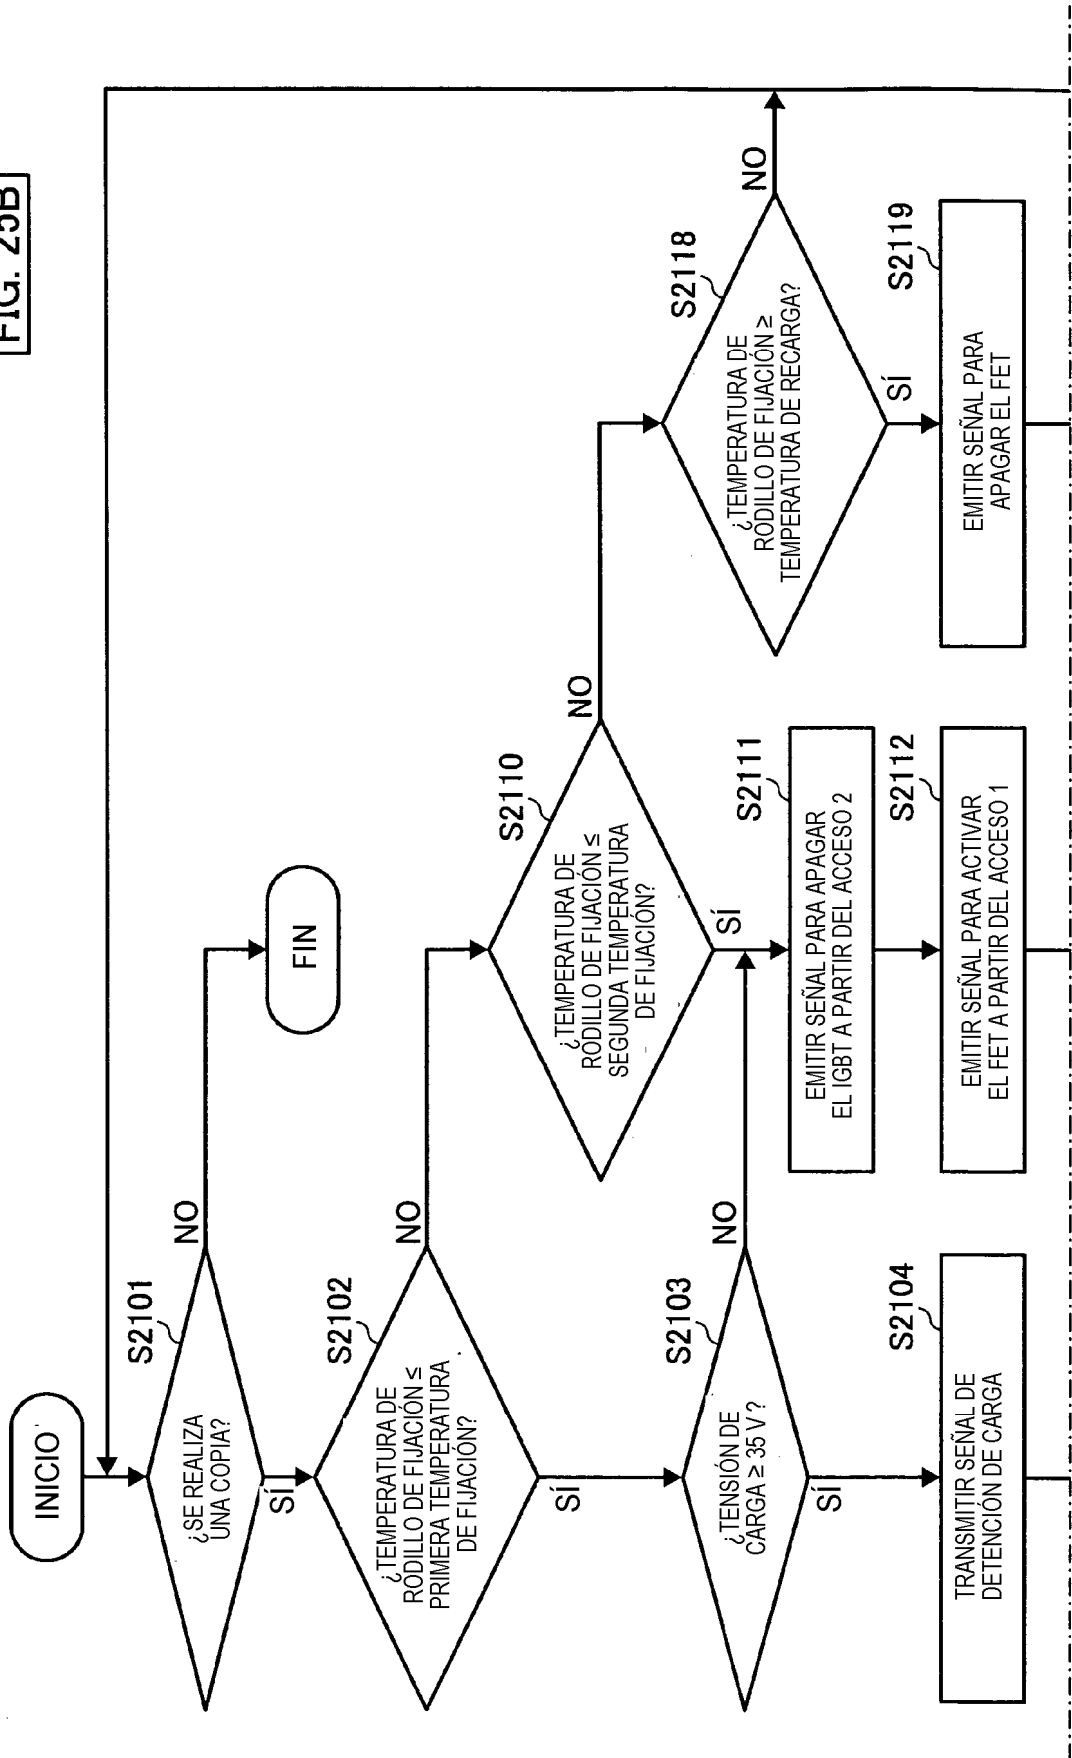 FIG. 25B
INICIO
S2101
¿SE REALIZA
UNA COPIA?
NO
SÍ
FIN
S2102
¿TEMPERATURA DE
RODILLO DE FIJACIÓN ≤
PRIMERA TEMPERATURA
DE FIJACIÓN?
NO
SÍ
S2110
¿TEMPERATURA DE
RODILLO DE FIJACIÓN ≤
SEGUNDA TEMPERATURA
DE FIJACIÓN?
NO
SÍ
S2118
¿TEMPERATURA DE
RODILLO DE FIJACIÓN ≥
TEMPERATURA DE RECARGA?
NO
SÍ
S2103
¿TENSIÓN DE
CARGA ≥ 35 V?
NO
SÍ
S2111
EMITIR SEÑAL PARA APAGAR
EL IGBT A PARTIR DEL ACCESO 2
S2104
TRANSMITIR SEÑAL DE
DETENCIÓN DE CARGA
S2112
EMITIR SEÑAL PARA ACTIVAR
EL FET A PARTIR DEL ACCESO 1
S2119
EMITIR SEÑAL PARA
APAGAR EL FET